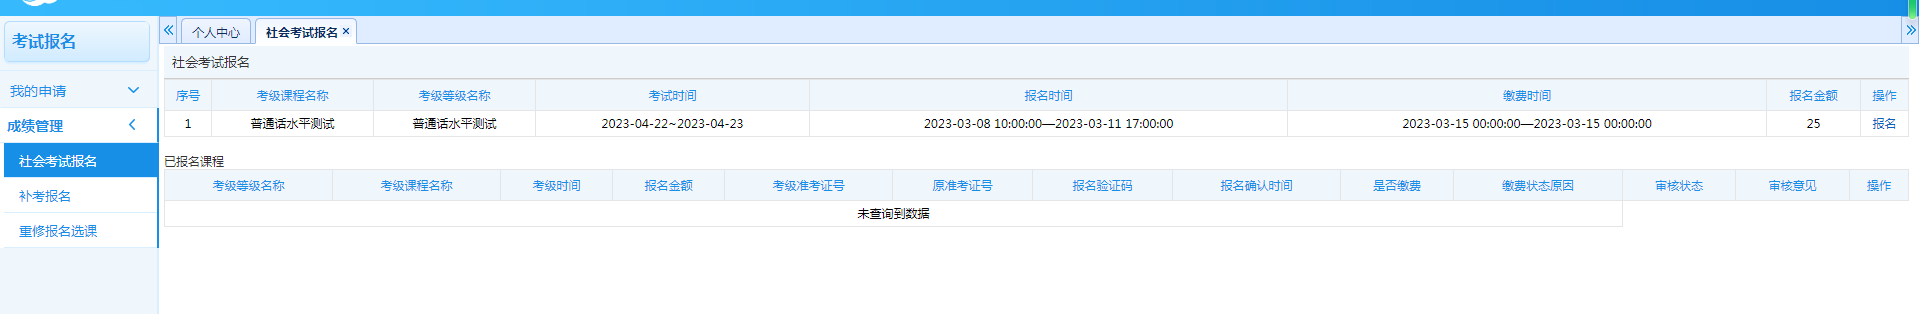 考试报名
我的申请
成绩管理
社会考试报名
补考报名
重修报名选课
个人中心 社会考试报名
社会考试报名
序号 考级课程名称 考级等级名称 考试时间 报名时间 缴费时间 报名金额 操作
1 普通话水平测试 普通话水平测试 2023-04-22~2023-04-23 2023-03-08 10:00:00—2023-03-11 17:00:00 2023-03-15 00:00:00—2023-03-15 00:00:00 25 报名
已报名课程
考级等级名称 考级课程名称 考级时间 报名金额 考级准考证号 原准考证号 报名验证码 报名确认时间 是否缴费 缴费状态原因 审核状态 审核意见 操作
未查询到数据